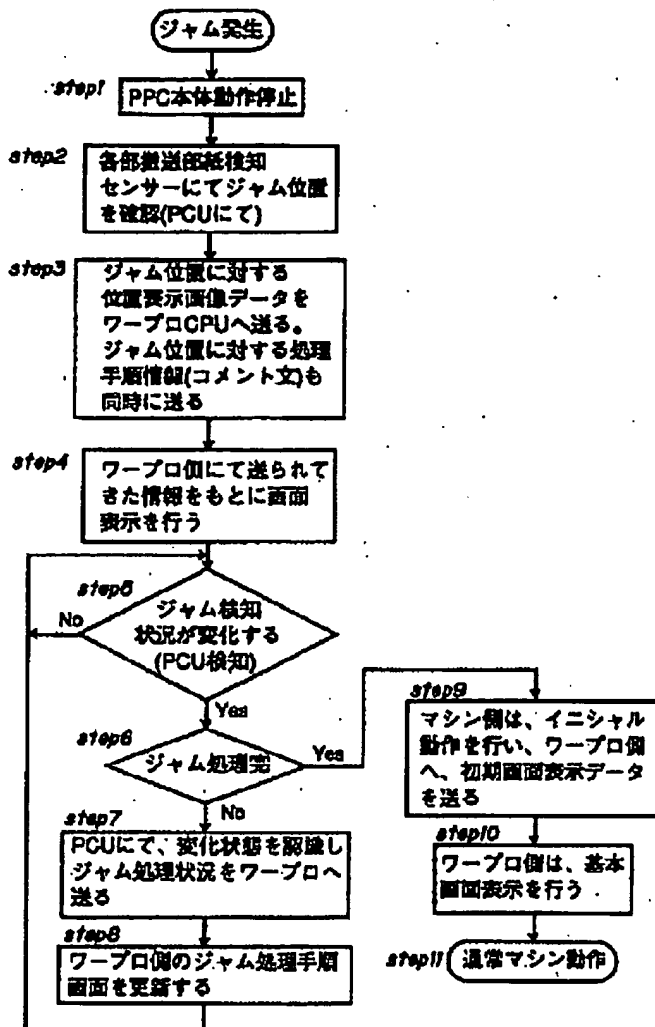 ジャム発生
step1
PPC本体動作停止
step2
各部搬送部紙検知
センサーにてジャム位置
を確認(PCUにて)
step3
ジャム位置に対する
位置表示画像データを
ワープロCPUへ送る。
ジャム位置に対する処理
手順情報(コメント文)も
同時に送る
step4
ワープロ側にて送られて
きた情報をもとに画面
表示を行う
step5
ジャム検知
状況が変化する
(PCU検知)
No
Yes
step6
ジャム処理完
Yes
No
step7
PCUにて、変化状態を認識し
ジャム処理状況をワープロへ
送る
step8
ワープロ側のジャム処理手順
画面を更新する
step9
マシン側は、イニシャル
動作を行い、ワープロ側
へ、初期画面表示データ
を送る
step10
ワープロ側は、基本
画面表示を行う
step11
通常マシン動作